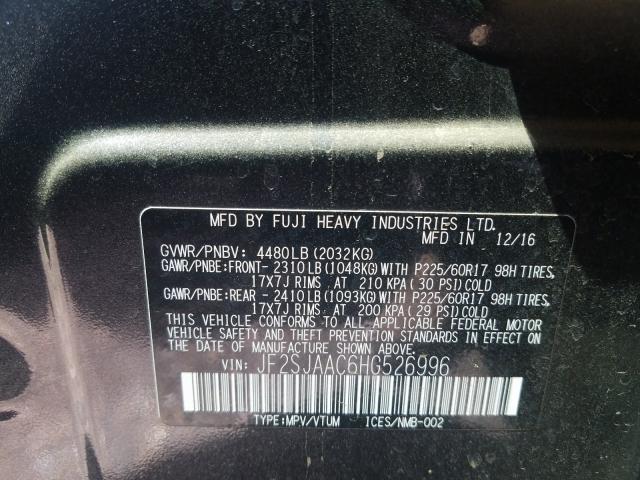 MFD BY FUJI HEAVY INDUSTRIES LTD.
MFD IN 12/16
GVWR/PNBV: 4480LB (2032KG)
GAWR/PNBE:FRONT- 2310LB (1048KG) WITH P225/60R17 98H TIRES,
17X7J RIMS AT 210 KPA ( 30 PSI) COLD
GAWR/PNBE:REAR - 2410LB (1093KG) WITH P225/60R17 98H TIRES,
17X7J RIMS AT 200 KPA ( 29 PSI) COLD
THIS VEHICLE CONFORMS TO ALL APPLICABLE FEDERAL MOTOR
VEHICLE SAFETY AND THEFT PREVENTION STANDARDS IN EFFECT ON
THE DATE OF MANUFACTURE SHOWN ABOVE.
VIN: JF2SJAAC6HG526996
TYPE:MPV/VTUM ICES/NMB-002